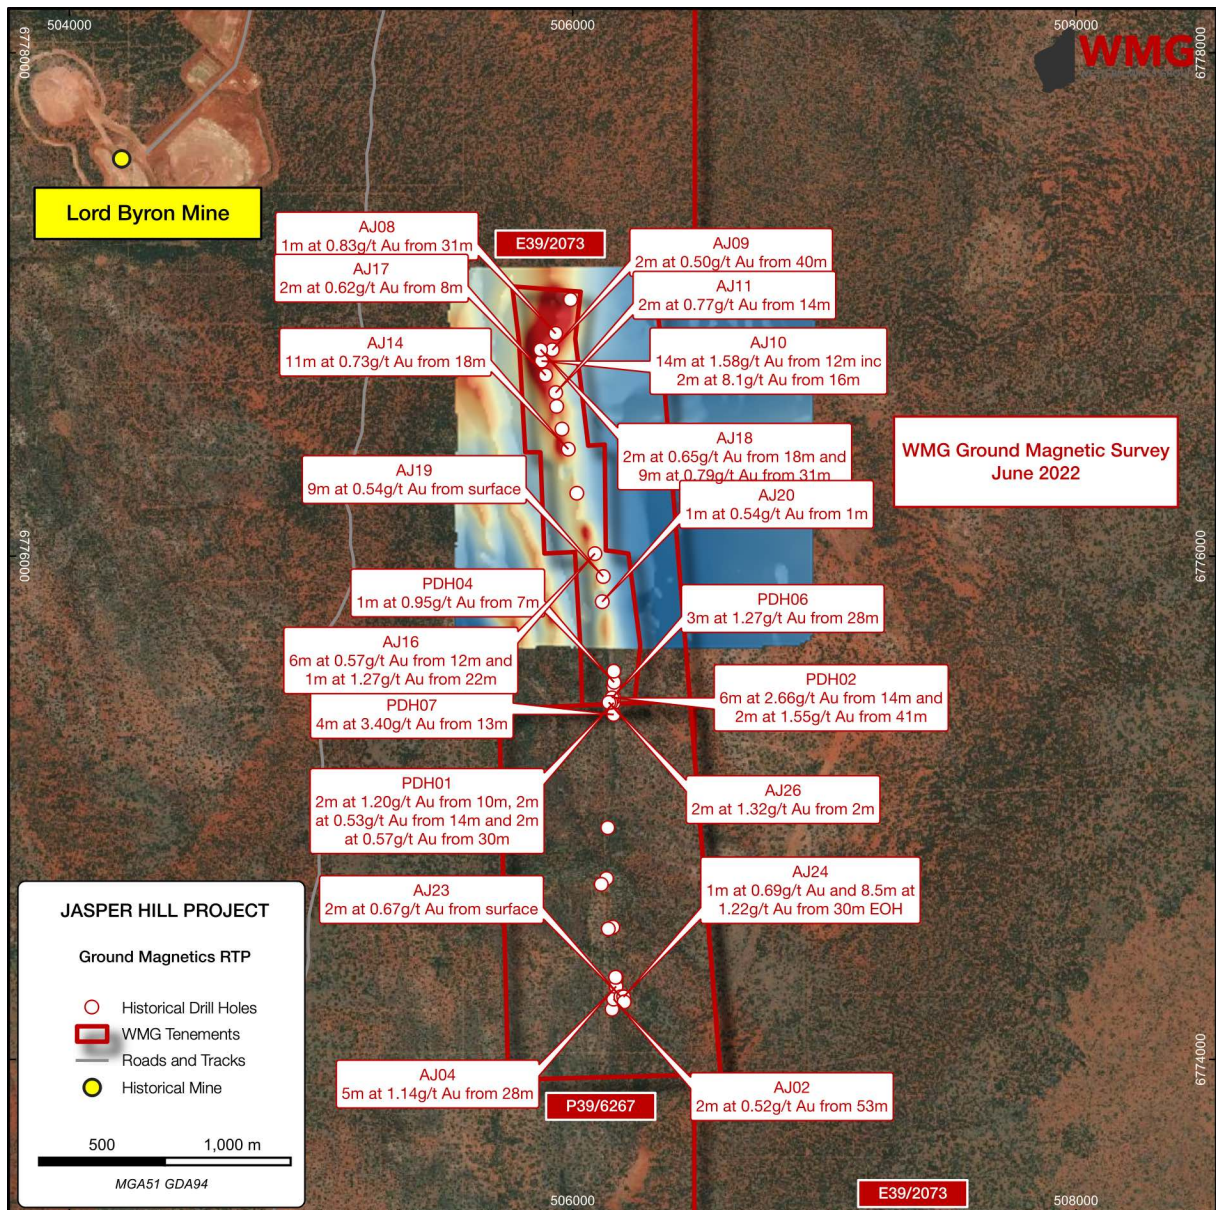 504000
506000
508000
6778000
6778000
WMG
Lord Byron Mine
E39/2073
AJ08
1m at 0.83g/t Au from 31m
AJ09
2m at 0.50g/t Au from 40m
AJ17
2m at 0.62g/t Au from 8m
AJ11
2m at 0.77g/t Au from 14m
AJ14
11m at 0.73g/t Au from 18m
AJ10
14m at 1.58g/t Au from 12m inc
2m at 8.1g/t Au from 16m
WMG Ground Magnetic Survey
June 2022
AJ18
2m at 0.65g/t Au from 18m and
9m at 0.79g/t Au from 31m
AJ19
9m at 0.54g/t Au from surface
AJ20
1m at 0.54g/t Au from 1m
6776000
6776000
PDH04
1m at 0.95g/t Au from 7m
PDH06
3m at 1.27g/t Au from 28m
AJ16
6m at 0.57g/t Au from 12m and
1m at 1.27g/t Au from 22m
PDH02
6m at 2.66g/t Au from 14m and
2m at 1.55g/t Au from 41m
PDH07
4m at 3.40g/t Au from 13m
PDH01
2m at 1.20g/t Au from 10m, 2m
at 0.53g/t Au from 14m and 2m
at 0.57g/t Au from 30m
AJ26
2m at 1.32g/t Au from 2m
AJ24
1m at 0.69g/t Au and 8.5m at
1.22g/t Au from 30m EOH
AJ23
2m at 0.67g/t Au from surface
AJ04
5m at 1.14g/t Au from 28m
AJ02
2m at 0.52g/t Au from 53m
6774000
P39/6267
E39/2073
JASPER HILL PROJECT
Ground Magnetics RTP
Historical Drill Holes
WMG Tenements
Roads and Tracks
Historical Mine
500
1,000 m
MGA51 GDA94
506000
508000